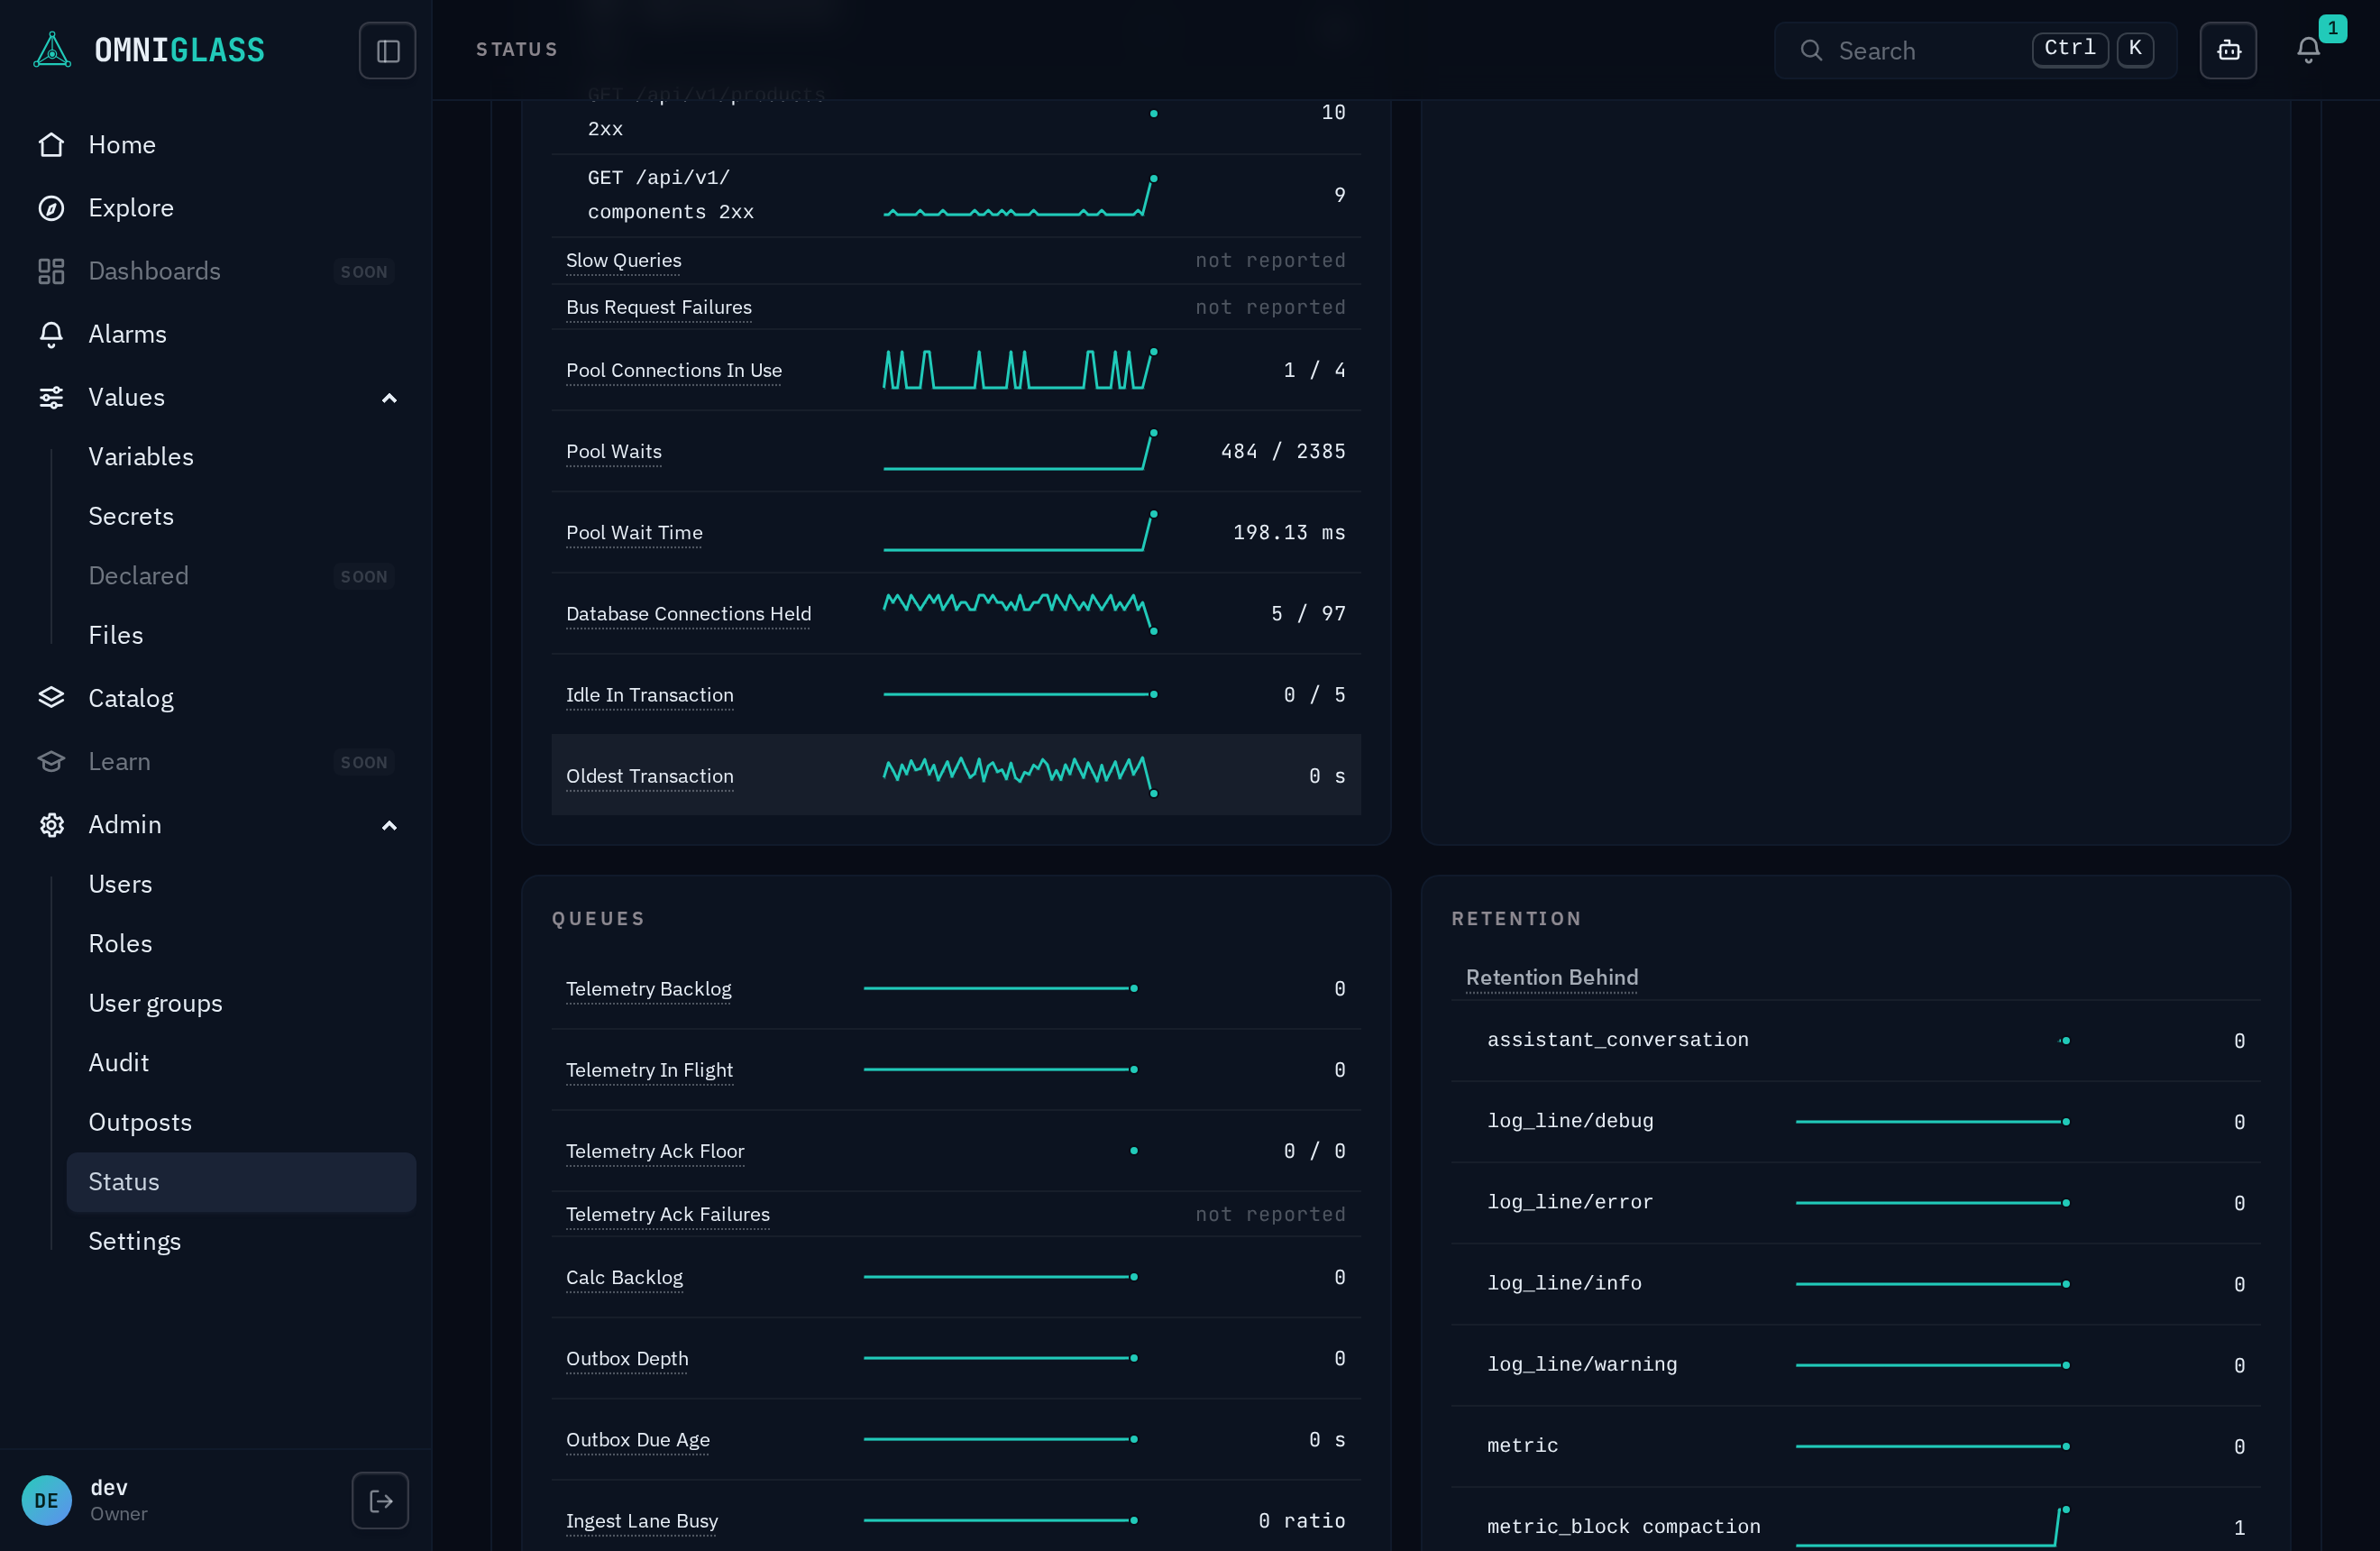 OMNIGLASS
STATUS
Search
Ctrl
K
1
Home
Explore
Dashboards
SOON
Alarms
Values
Variables
Secrets
Declared
SOON
Files
Catalog
Learn
SOON
Admin
Users
Roles
User groups
Audit
Outposts
Status
Settings
DE
dev
Owner
GET /api/v1/products
2xx
10
GET /api/v1/
components 2xx
9
Slow Queries
not reported
Bus Request Failures
not reported
Pool Connections In Use
1 / 4
Pool Waits
484 / 2385
Pool Wait Time
198.13 ms
Database Connections Held
5 / 97
Idle In Transaction
0 / 5
Oldest Transaction
0 s
QUEUES
Telemetry Backlog
0
Telemetry In Flight
0
Telemetry Ack Floor
0 / 0
Telemetry Ack Failures
not reported
Calc Backlog
0
Outbox Depth
0
Outbox Due Age
0 s
Ingest Lane Busy
0 ratio
RETENTION
Retention Behind
assistant_conversation
0
log_line/debug
0
log_line/error
0
log_line/info
0
log_line/warning
0
metric
0
metric_block compaction
1